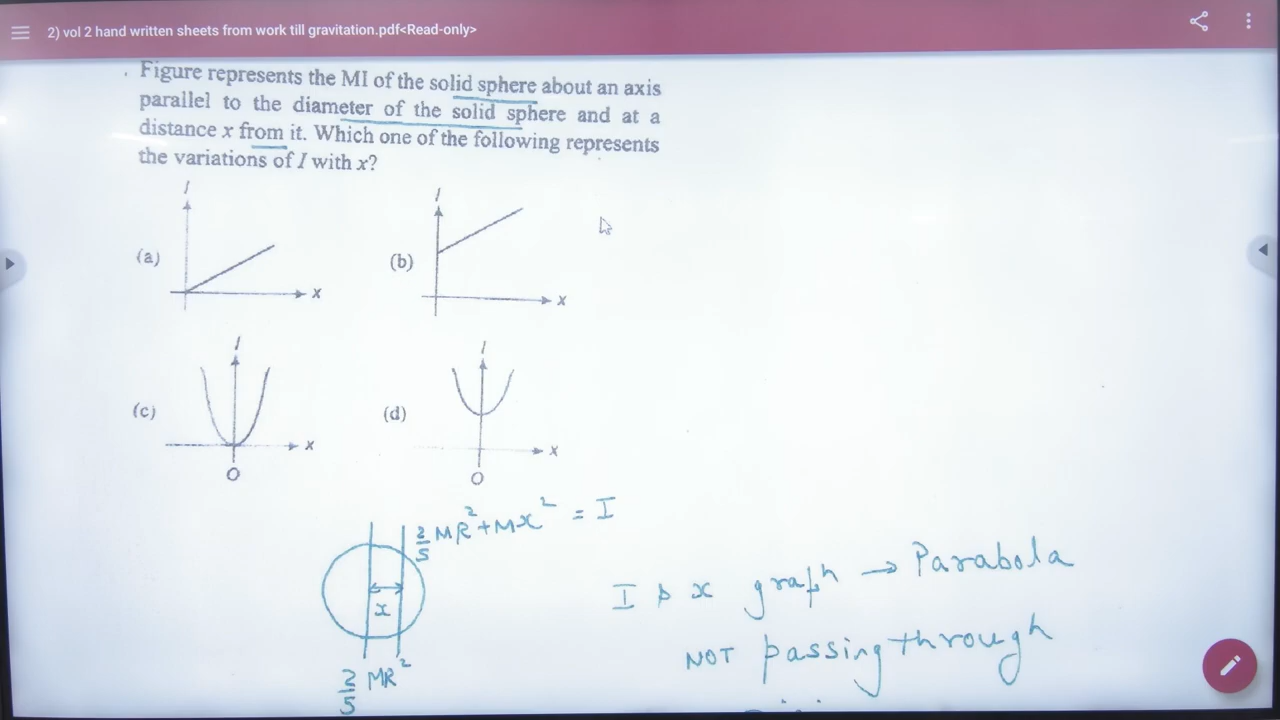 2) vol 2 hand written sheets from work till gravitation.pdf<Read-only>
Figure represents the MI of the solid sphere about an axis
parallel to the diameter of the solid sphere and at a
distance x from it. Which one of the following represents
the variations of I with x?
I
I
(a)
(b)
X
X
I
I
(c)
(d)
X
X
O
O
2/5 MR² + Mx² = I
x
2/5 MR²
I x graph → Parabola
NOT passing through